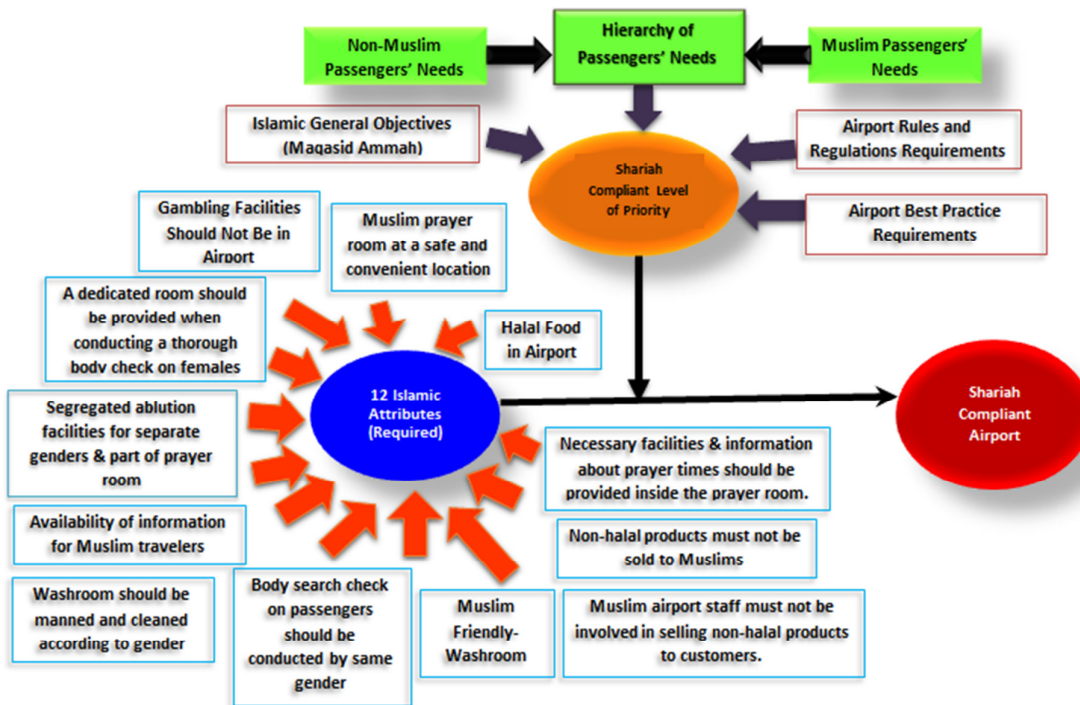 Non-Muslim
Passengers' Needs
Hierarchy of
Passengers' Needs
Muslim Passengers'
Needs
Islamic General Objectives
(Maqasid Ammah)
Airport Rules and
Regulations Requirements
Shariah
Compliant Level
of Priority
Airport Best Practice
Requirements
Gambling Facilities
Should Not Be in
Airport
Muslim prayer
room at a safe and
convenient location
A dedicated room should
be provided when
conducting a thorough
body check on females
Halal Food
in Airport
12 Islamic
Attributes
(Required)
Shariah
Compliant
Airport
Segregated ablution
facilities for separate
genders & part of prayer
room
Necessary facilities & information
about prayer times should be
provided inside the prayer room.
Availability of information
for Muslim travelers
Non-halal products must not be
sold to Muslims
Washroom should be
manned and cleaned
according to gender
Body search check
on passengers
should be
conducted by same
gender
Muslim
Friendly-
Washroom
Muslim airport staff must not be
involved in selling non-halal products
to customers.